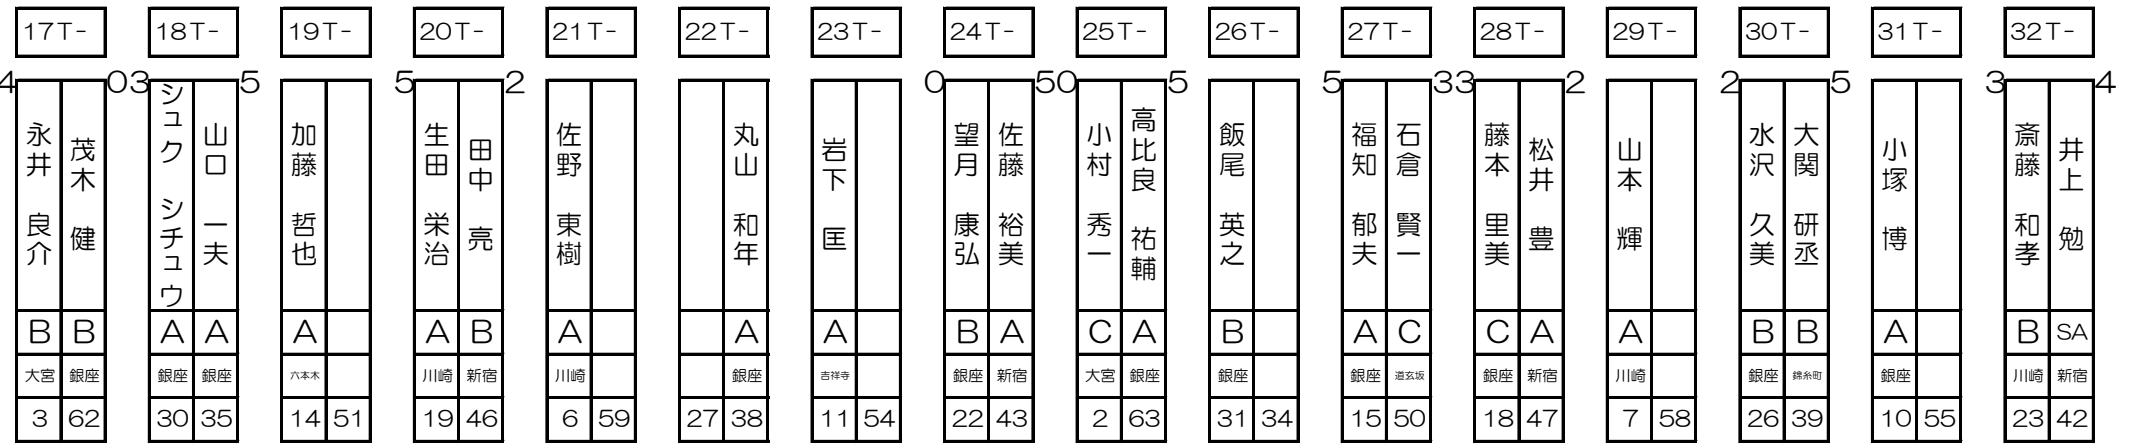 17T- 18T- 19T- 20T- 21T- 22T- 23T- 24T- 25T- 26T- 27T- 28T- 29T- 30T- 31T- 32T-
4 0 3 5 5 2 0 5 0 5 5 3 3 2 2 5 3 4
永井 良介
茂木 健
シュク シチュウ
山口 一夫
加藤 哲也
生田 栄治
田中 亮
佐野 東樹
丸山 和年
岩下 匡
望月 康弘
佐藤 裕美
小村 秀一
高比良 祐輔
飯尾 英之
福知 郁夫
石倉 賢一
藤本 里美
松井 豊
山本 輝
水沢 久美
大関 研丞
小塚 博
斎藤 和孝
井上 勉
B B A A A A B A A A B A C A B A C C A A B B A B SA
大宮 銀座 銀座 銀座 六本木 川崎 新宿 川崎 銀座 吉祥寺 銀座 新宿 大宮 銀座 銀座 銀座 道玄坂 銀座 新宿 川崎 銀座 錦糸町 銀座 川崎 新宿
3 62 30 35 14 51 19 46 6 59 27 38 11 54 22 43 2 63 31 34 15 50 18 47 7 58 26 39 10 55 23 42